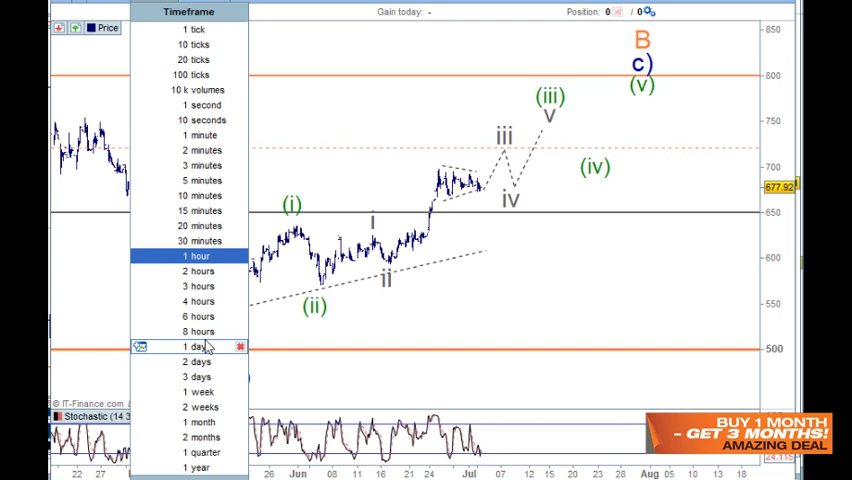 Timeframe
Gain today: -
Position: 0 / 0
Price
1 tick
10 ticks
20 ticks
100 ticks
10 k volumes
1 second
10 seconds
1 minute
2 minutes
3 minutes
5 minutes
10 minutes
15 minutes
20 minutes
30 minutes
1 hour
2 hours
3 hours
4 hours
6 hours
8 hours
1 day
2 days
3 days
1 week
2 weeks
1 month
2 months
1 quarter
1 year
B
c)
(v)
(iii)
v
iii
(iv)
iv
(i)
i
ii
(ii)
850
800
750
700
677.92
650
600
550
500
© IT-Finance.com
Stochastic (14 3
BUY 1 MONTH
- GET 3 MONTHS!
AMAZING DEAL
24.115
22 27 26 Jun 08 11 16 21 24 Jul 07 12 15 20 23 28 Aug 05 10 13 18